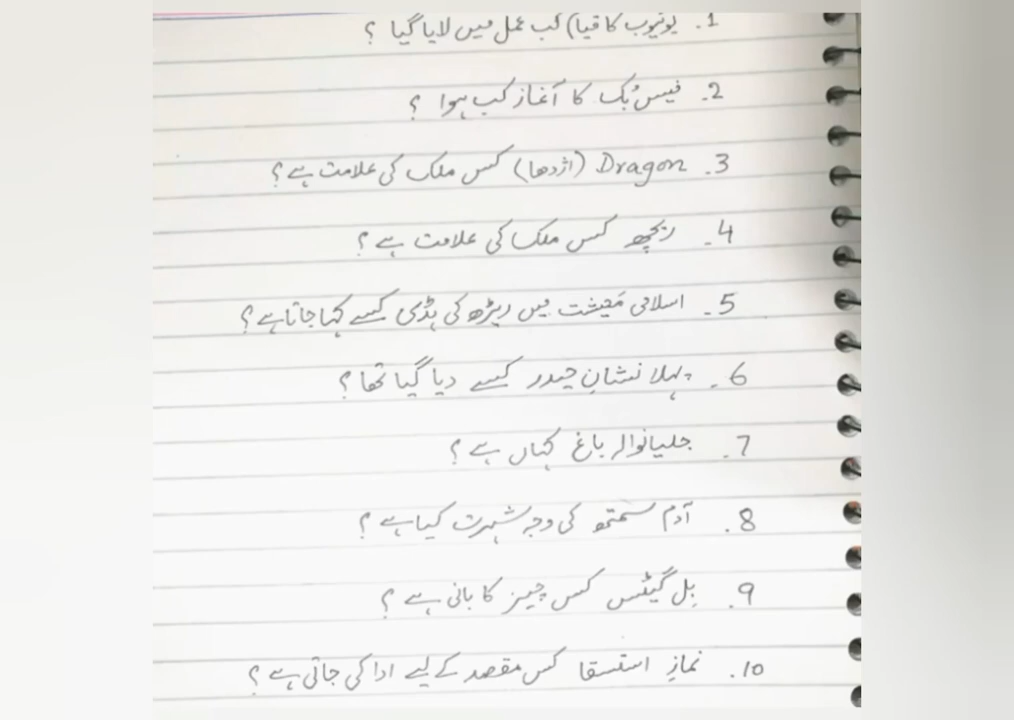 1. یوٹیوب کا قیام کب عمل میں لایا گیا ؟
2. فیس بُک کا آغاز کب ہوا ؟
3. Dragon (اژدھا) کس ملک کی علامت ہے؟
4. ریچھ کس ملک کی علامت ہے ؟
5. اسلامی مَعِیشت میں ریڑھ کی ہڈی کسے کہا جاتا ہے ؟
6. پہلا نشانِ حیدر کسے دیا گیا تھا ؟
7. جلیانوالہ باغ کہاں ہے ؟
8. آدم سمتھ کی وجہ شہرت کیا ہے ؟
9. بِل گیٹس کس چیز کا بانی ہے ؟
10. نمازِ استسقا کس مقصد کے لیے ادا کی جاتی ہے ؟